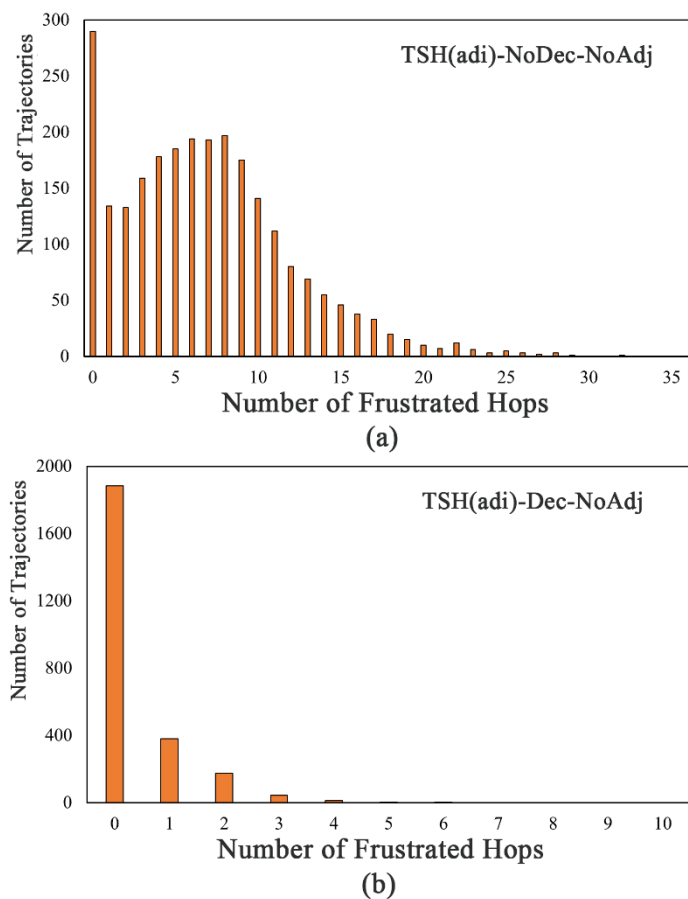 300
TSH(adi)-NoDec-NoAdj
250
200
150
100
50
0
Number of Trajectories
0 5 10 15 20 25 30 35
Number of Frustrated Hops
(a)
2000
TSH(adi)-Dec-NoAdj
1600
1200
800
400
0
Number of Trajectories
0 1 2 3 4 5 6 7 8 9 10
Number of Frustrated Hops
(b)